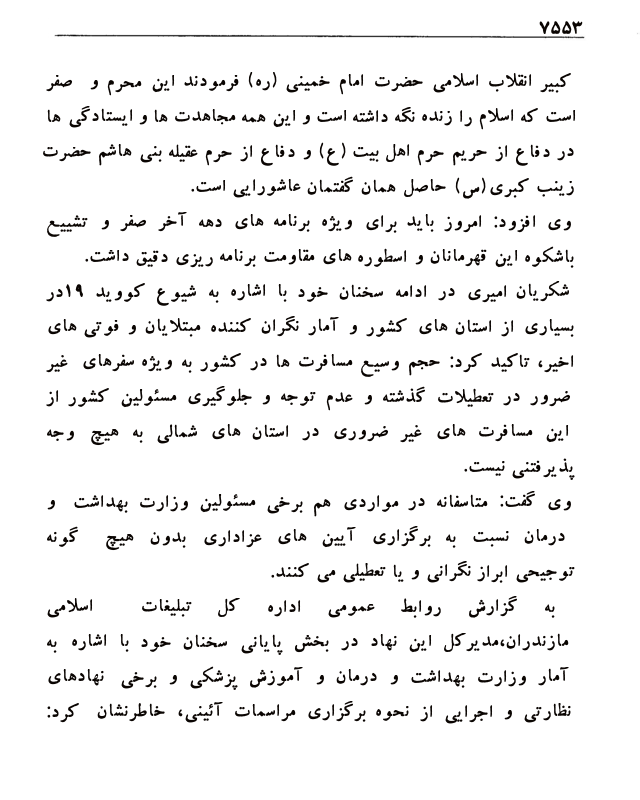 ۷۵۵۳
کبیر انقلاب اسلامی حضرت امام خمینی (ره) فرمودند این محرم و صفر
است که اسلام را زنده نگه داشته است و این همه مجاهدت ها و ایستادگی ها
در دفاع از حریم حرم اهل بیت (ع) و دفاع از حرم عقیله بنی هاشم حضرت
زینب کبری(س) حاصل همان گفتمان عاشورایی است.
وی افزود: امروز باید برای ویژه برنامه های دهه آخر صفر و تشییع
باشکوه این قهرمانان و اسطوره های مقاومت برنامه ریزی دقیق داشت.
شکریان امیری در ادامه سخنان خود با اشاره به شیوع کووید ۱۹در
بسیاری از استان های کشور و آمار نگران کننده مبتلایان و فوتی های
اخیر، تاکید کرد: حجم وسیع مسافرت ها در کشور به ویژه سفرهای غیر
ضرور در تعطیلات گذشته و عدم توجه و جلوگیری مسئولین کشور از
این مسافرت های غیر ضروری در استان های شمالی به هیچ وجه
پذیرفتنی نیست.
وی گفت: متاسفانه در مواردی هم برخی مسئولین وزارت بهداشت و
درمان نسبت به برگزاری آیین های عزاداری بدون هیچ گونه
توجیحی ابراز نگرانی و یا تعطیلی می کنند.
به گزارش روابط عمومی اداره کل تبلیغات اسلامی
مازندران،مدیرکل این نهاد در بخش پایانی سخنان خود با اشاره به
آمار وزارت بهداشت و درمان و آموزش پزشکی و برخی نهادهای
نظارتی و اجرایی از نحوه برگزاری مراسمات آئینی، خاطرنشان کرد: